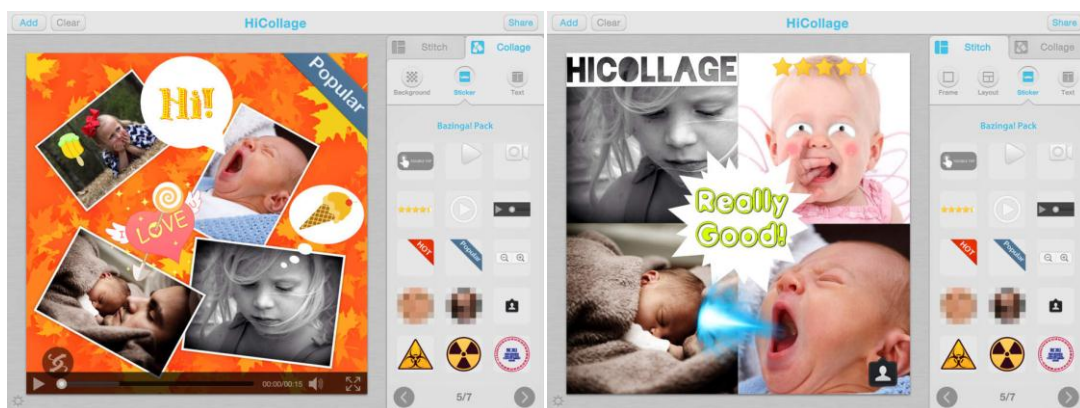 Add
Clear
HiCollage
Share
Popular
Hi!
I
LOVE
00:00/00:15
Stitch
Collage
Background
Sticker
Text
Bazinga! Pack
HOT
Popular
5/7
Add
Clear
HiCollage
Share
HICOLLAGE
Really
Good!
Stitch
Collage
Frame
Layout
Sticker
Text
Bazinga! Pack
HOT
Popular
5/7